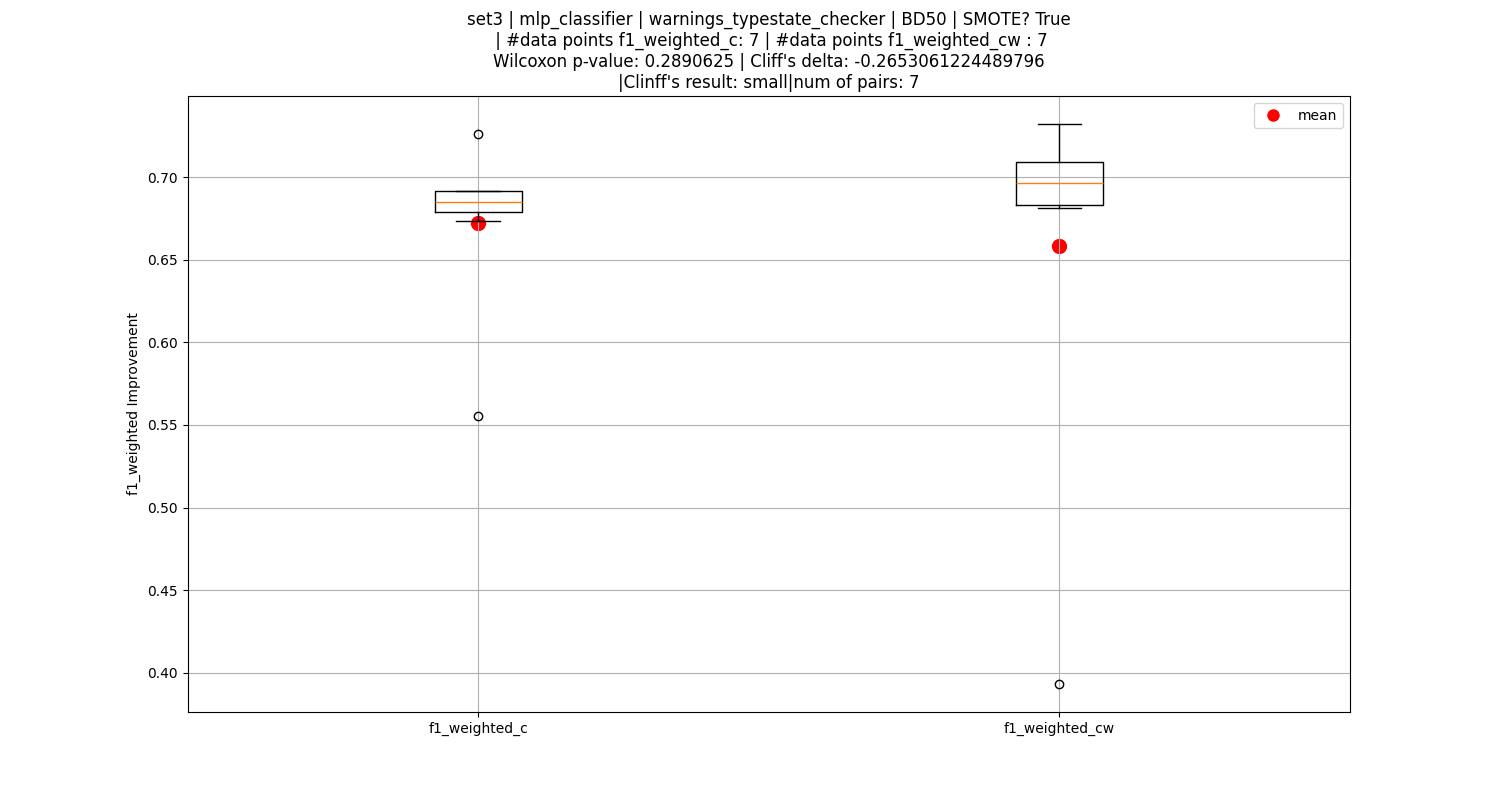 set3 | mlp_classifier | warnings_typestate_checker | BD50 | SMOTE? True
| #data points f1_weighted_c: 7 | #data points f1_weighted_cw : 7
Wilcoxon p-value: 0.2890625 | Cliff's delta: -0.2653061224489796
|Clinff's result: small|num of pairs: 7
mean
f1_weighted Improvement
0.70
0.65
0.60
0.55
0.50
0.45
0.40
f1_weighted_c
f1_weighted_cw